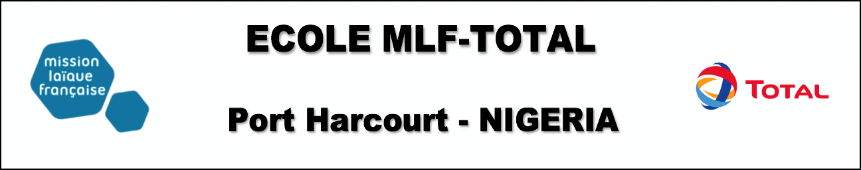 mission
laïque
française
ECOLE MLF-TOTAL
Port Harcourt - NIGERIA
TOTAL